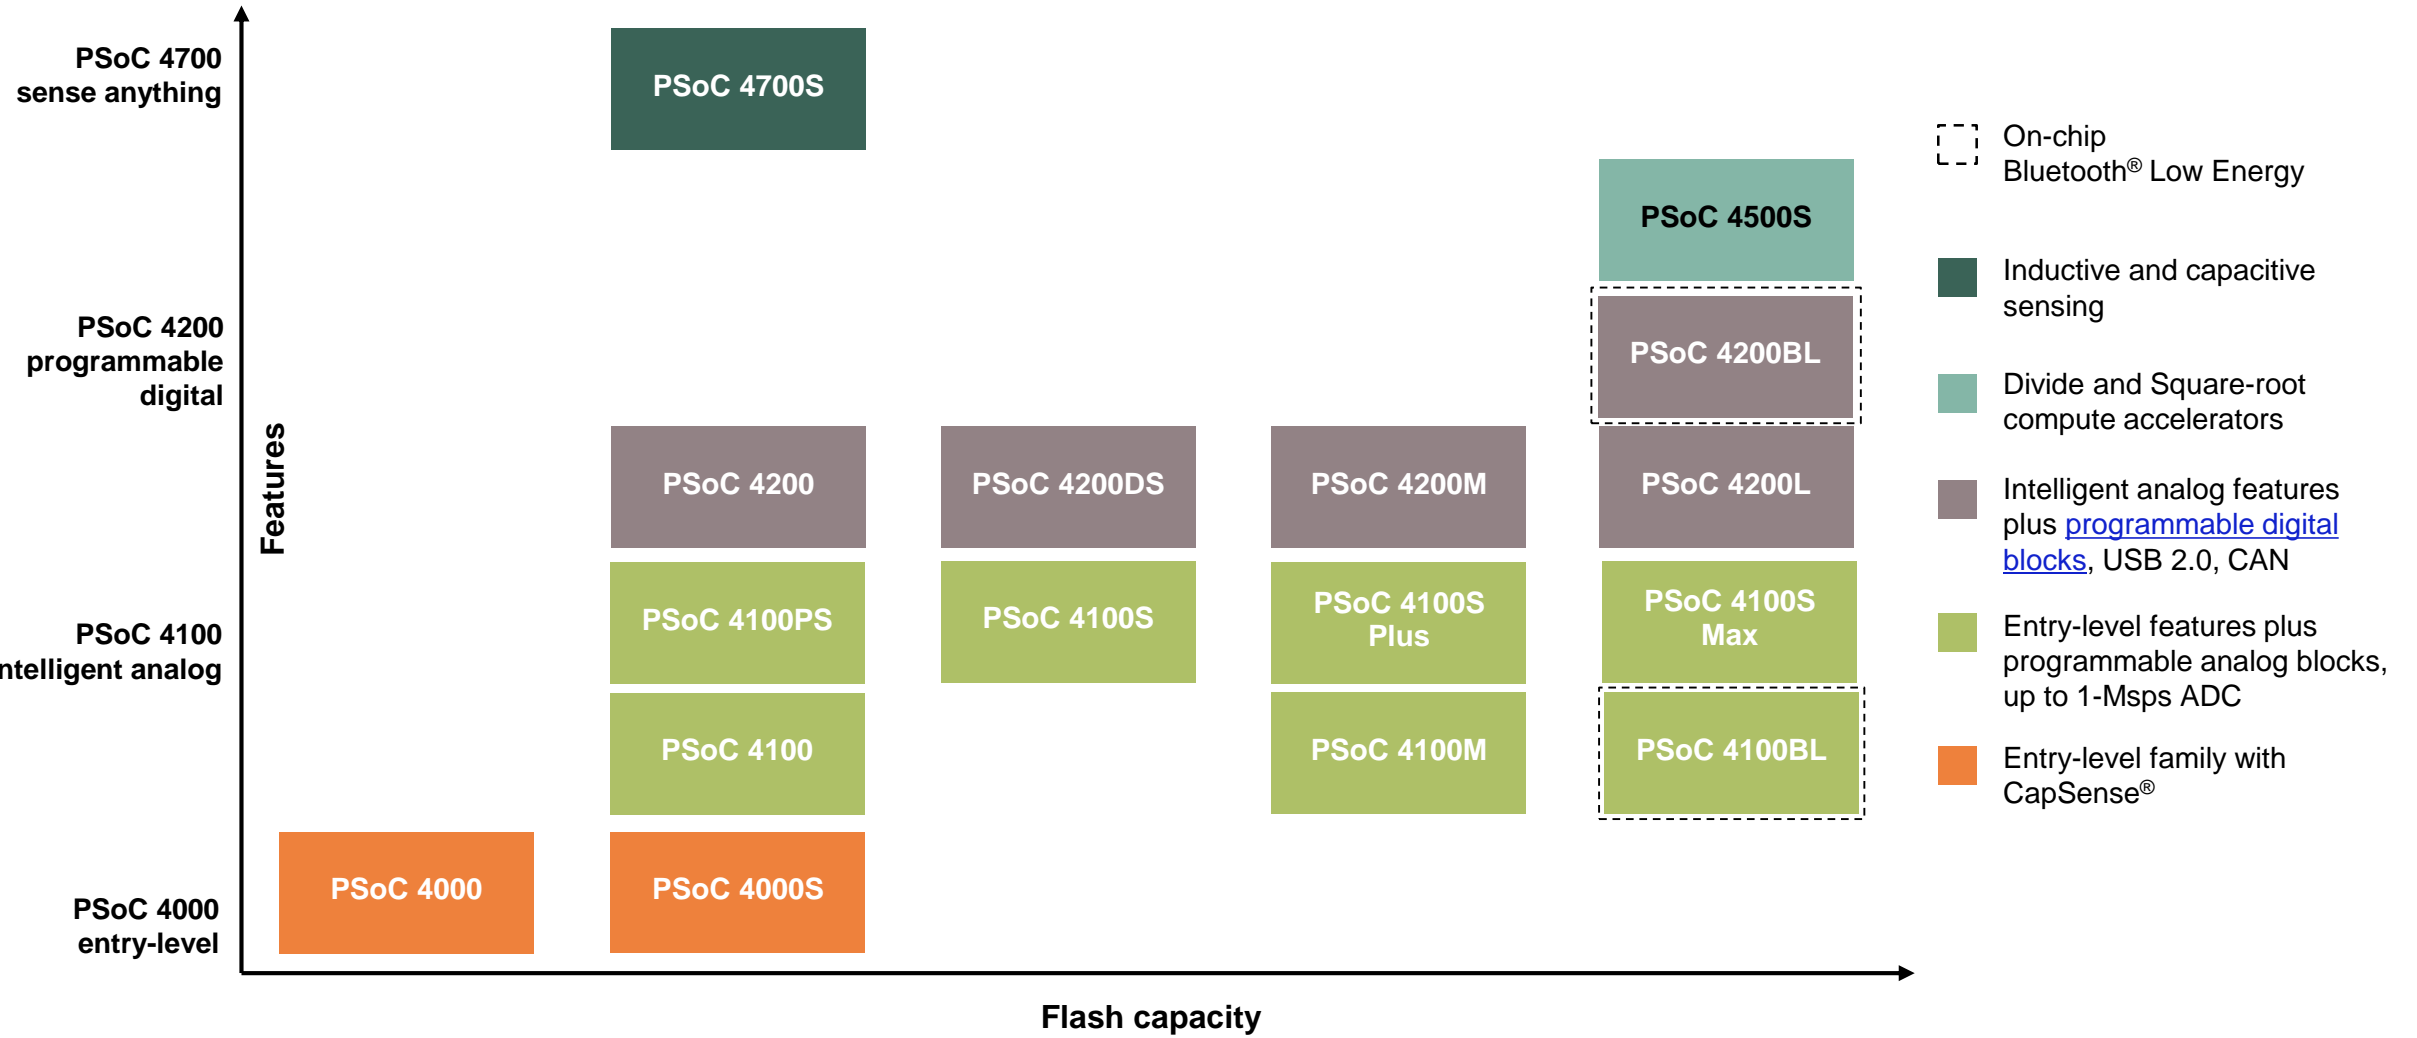 PSoC 4700
sense anything
PSoC 4200
programmable
digital
PSoC 4100
ntelligent analog
PSoC 4000
entry-level
Features
PSoC 4700S
PSoC 4500S
PSoC 4200BL
PSoC 4200
PSoC 4200DS
PSoC 4200M
PSoC 4200L
PSoC 4100PS
PSoC 4100S
PSoC 4100S
Plus
PSoC 4100S
Max
PSoC 4100
PSoC 4100M
PSoC 4100BL
PSoC 4000
PSoC 4000S
Flash capacity
On-chip
Bluetooth® Low Energy
Inductive and capacitive
sensing
Divide and Square-root
compute accelerators
Intelligent analog features
plus programmable digital
blocks, USB 2.0, CAN
Entry-level features plus
programmable analog blocks,
up to 1-Msps ADC
Entry-level family with
CapSense®